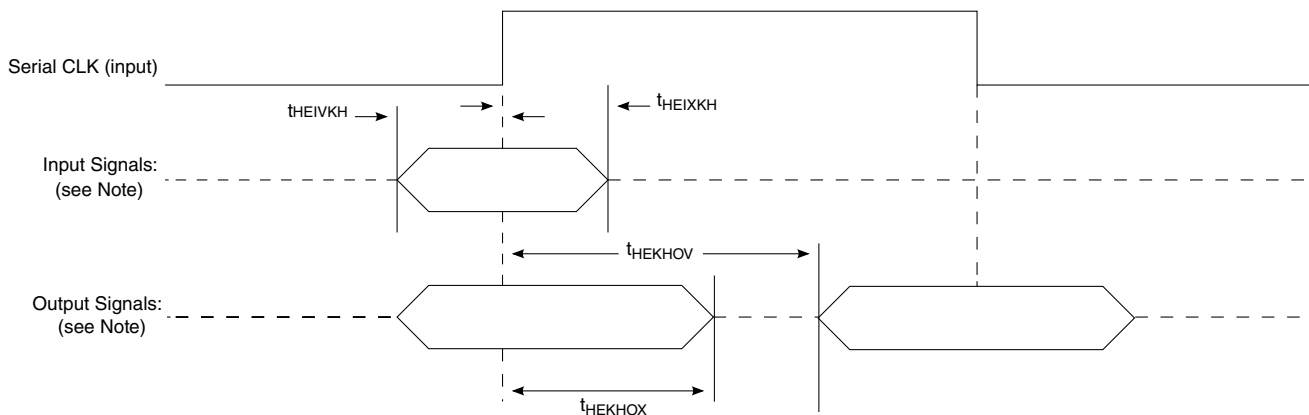 Serial CLK (input)
tHEIVKH
tHEIXKH
Input Signals:
(see Note)
tHEKHOV
Output Signals:
(see Note)
tHEKHOX